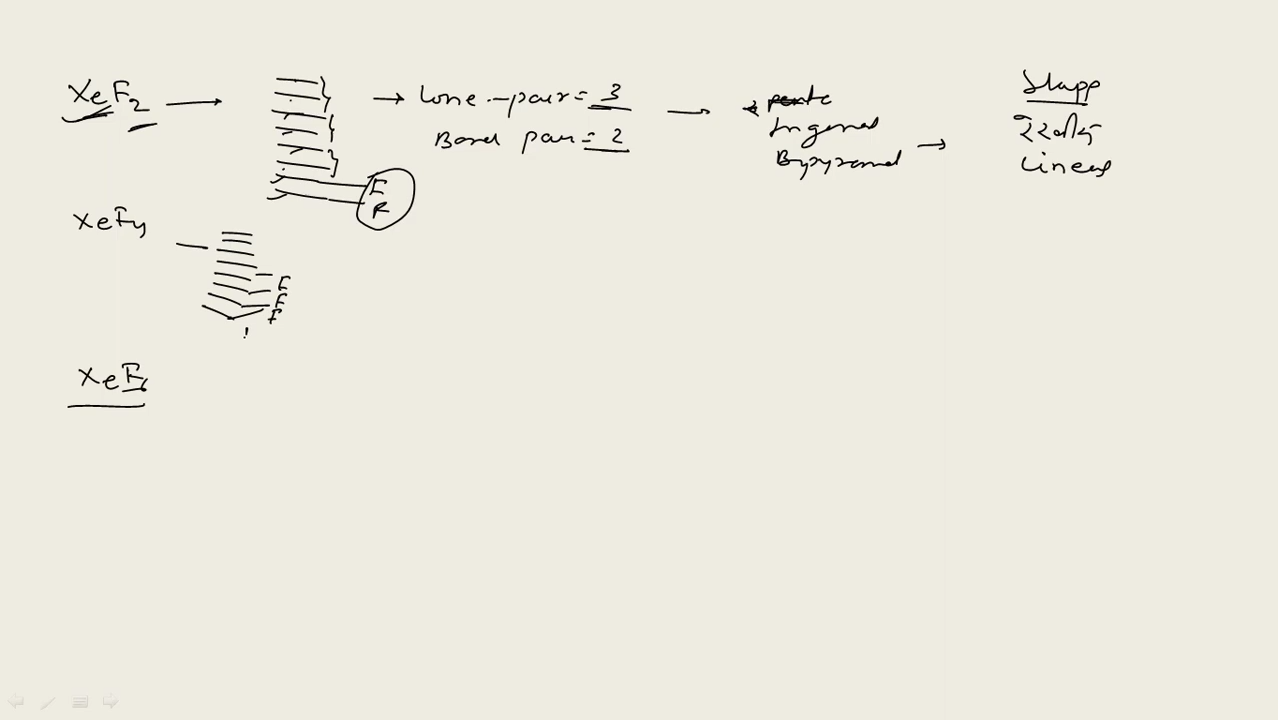 XeF2 → → Lone-pair = 3 → Shape
Bond pair = 2 Trigonal
Bipyramid → Linear
F
F
XeF4
F
F
F
XeF6